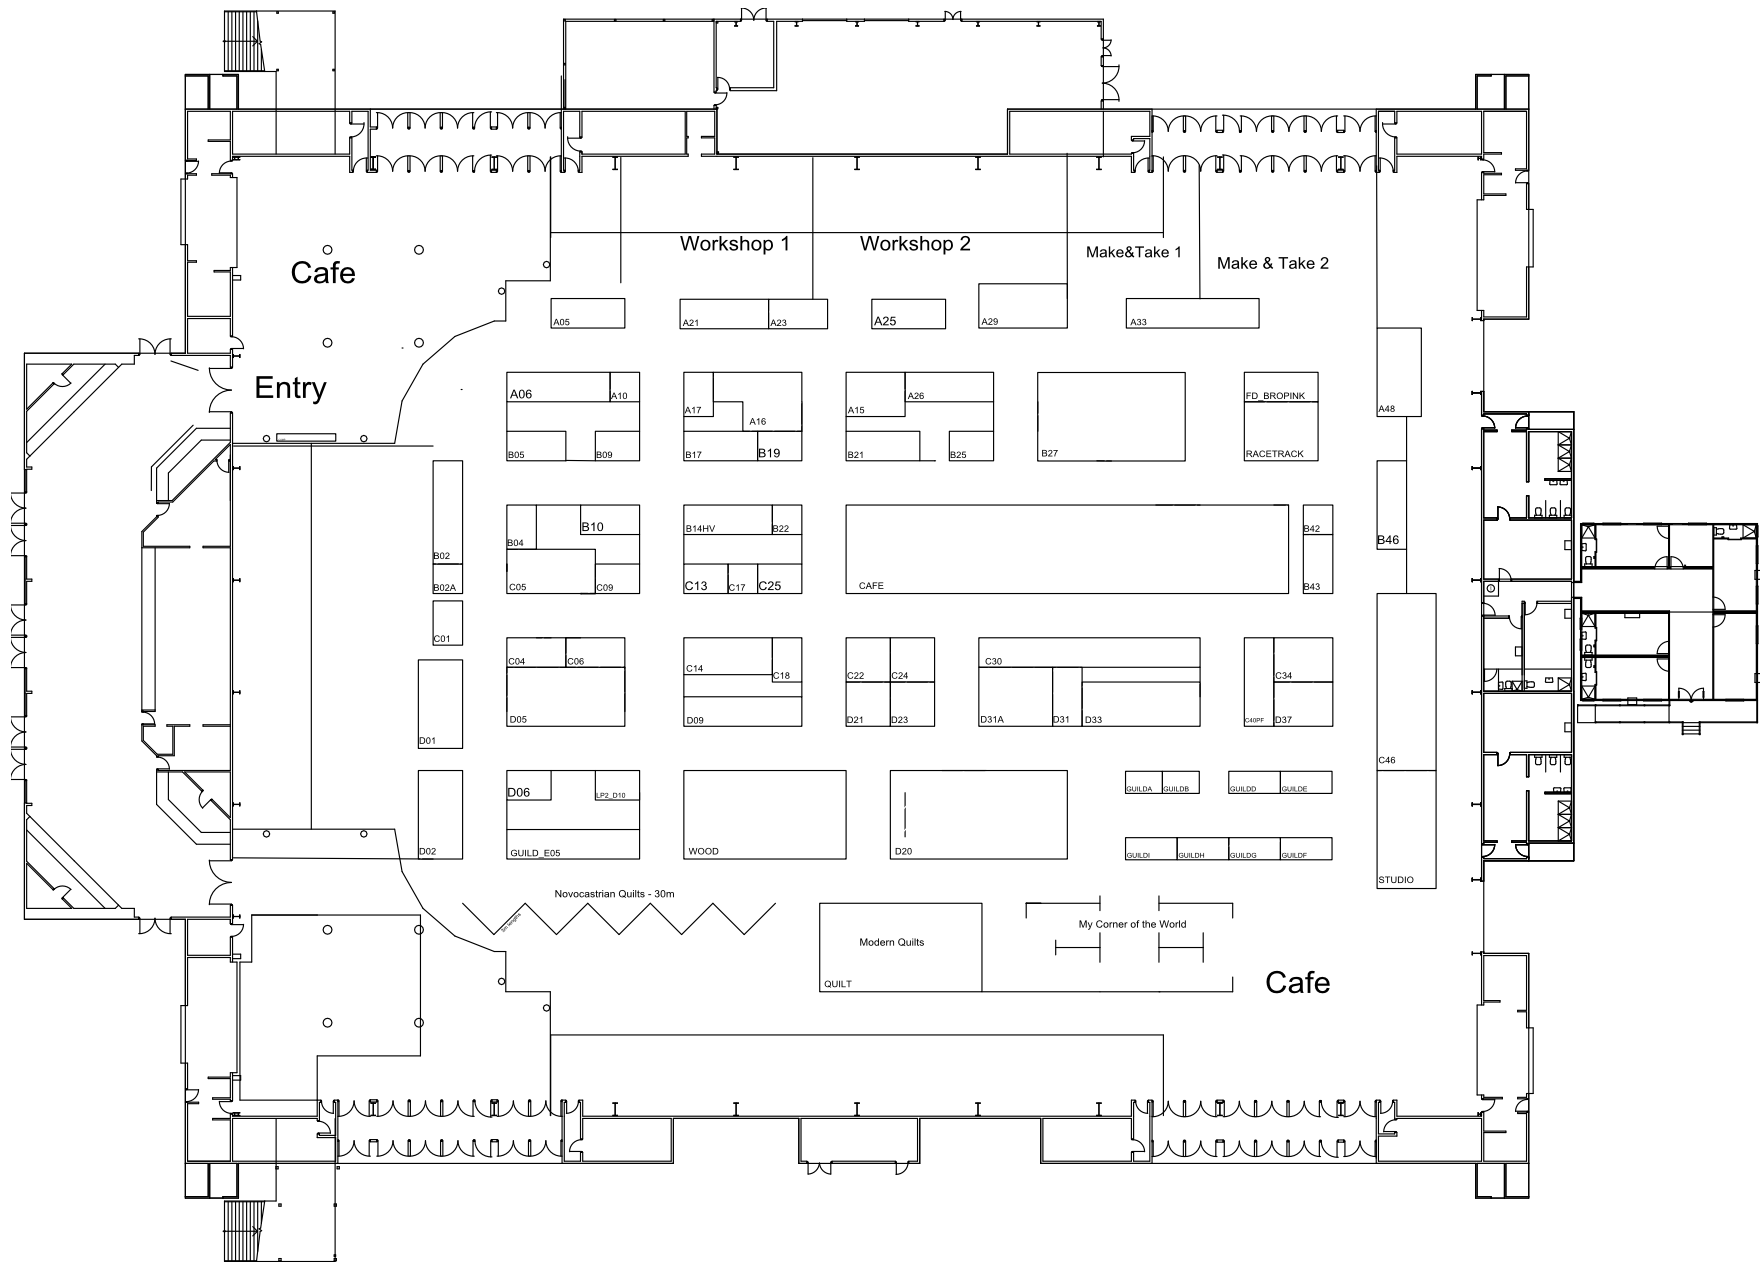 Workshop 1
Workshop 2
Make&Take 1
Make & Take 2
Cafe
A05
A21
A23
A25
A29
A33
Entry
A06
A10
A17
A16
A15
A26
FD_BROPINK
A48
B05
B09
B17
B19
B21
B25
B27
RACETRACK
B02
B04
B10
B14HV
B22
B42
B46
B02A
C05
C09
C13
C17
C25
CAFE
B43
C01
C04
C06
C14
C18
C22
C24
C30
C34
D01
D05
D09
D21
D23
D31A
D31
D33
C40PF
D37
C46
D06
LP2_D10
GUILDA
GUILDB
GUILDD
GUILDE
D02
GUILD_E05
WOOD
D20
GUILDI
GUILDH
GUILDG
GUILDF
STUDIO
Novocastrian Quilts - 30m
3m lengths
Modern Quilts
QUILT
My Corner of the World
Cafe